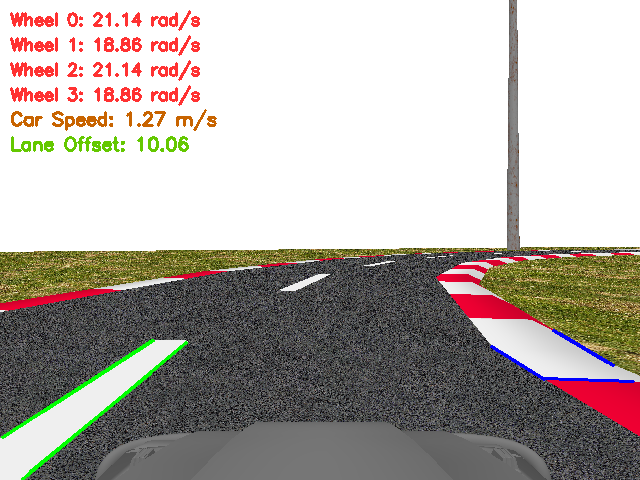 Wheel 0: 21.14 rad/s
Wheel 1: 18.86 rad/s
Wheel 2: 21.14 rad/s
Wheel 3: 18.86 rad/s
Car Speed: 1.27 m/s
Lane Offset: 10.06